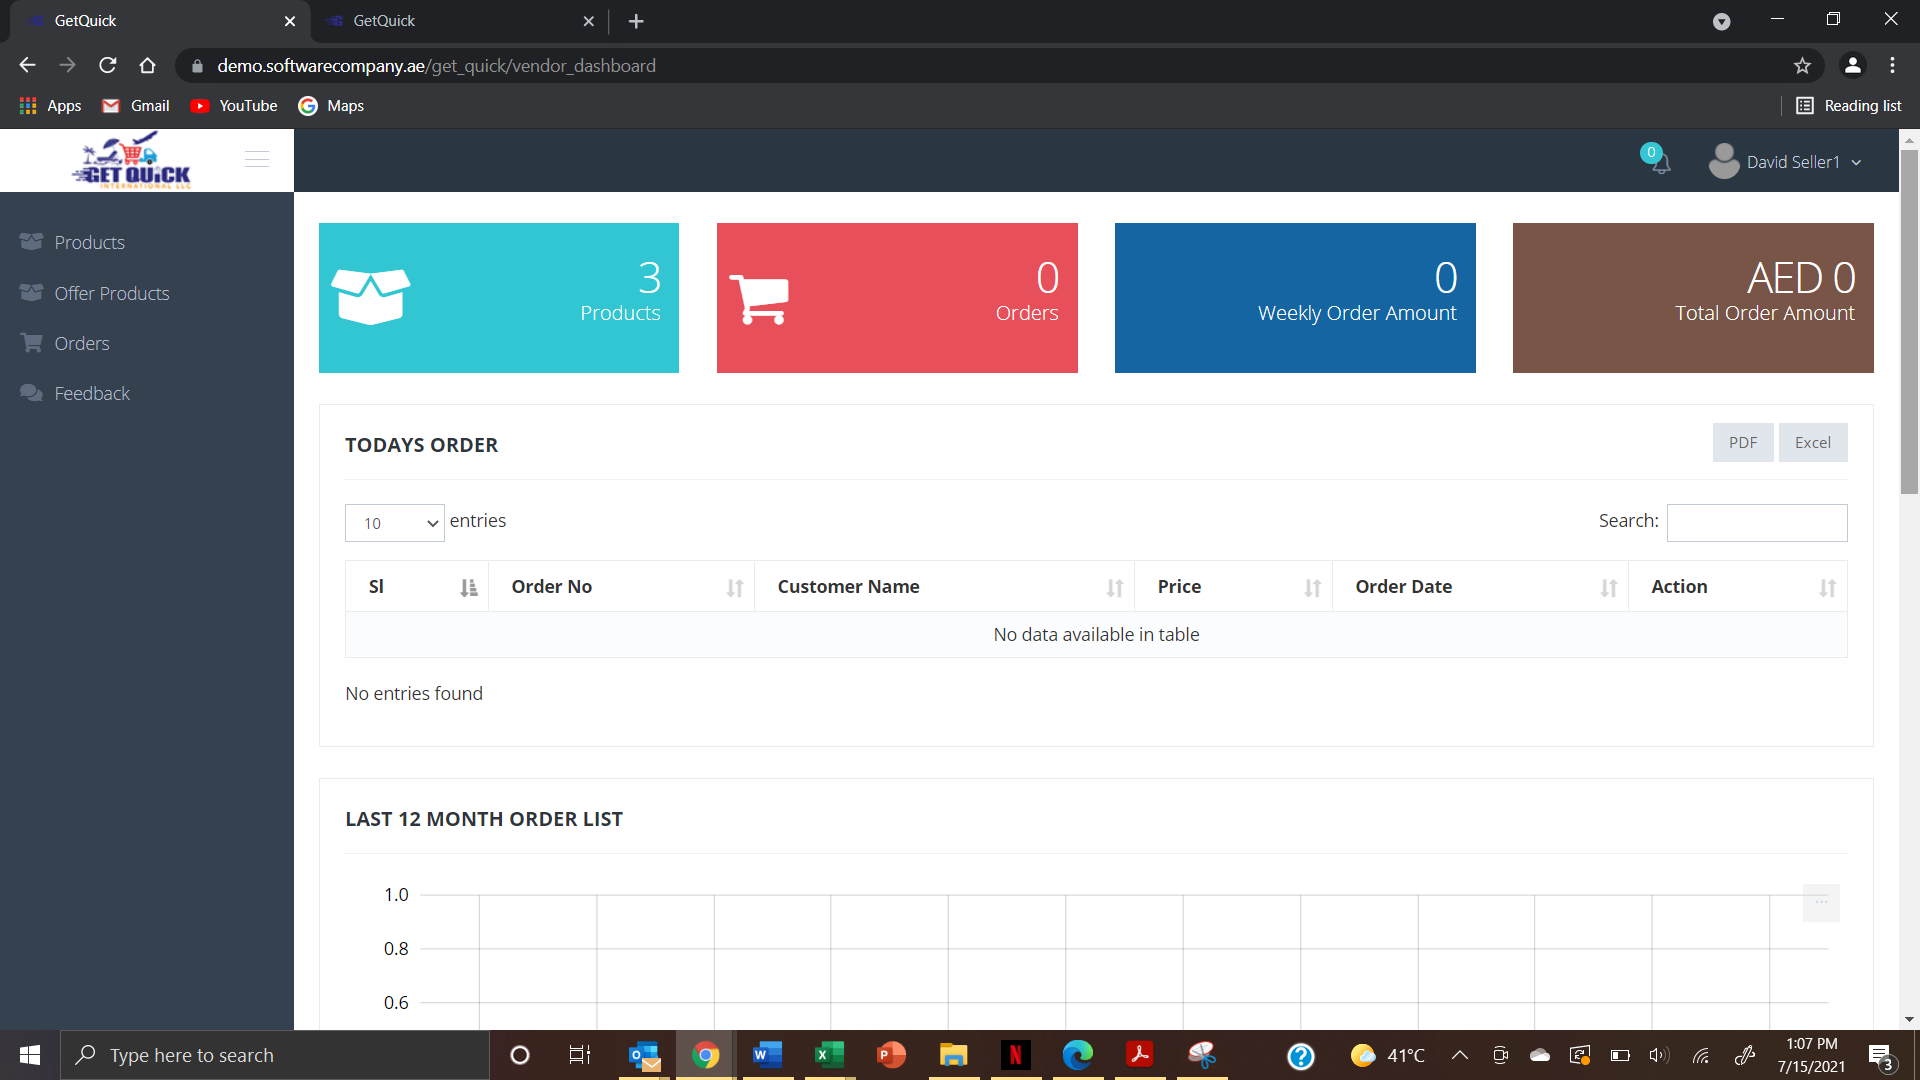 GetQuick
GetQuick
demo.softwarecompany.ae/get_quick/vendor_dashboard
Apps
Gmail
YouTube
Maps
Reading list
GET QUICK
INTERNATIONAL LLC
0
David Seller1
Products
Offer Products
Orders
Feedback
3
Products
0
Orders
0
Weekly Order Amount
AED 0
Total Order Amount
TODAYS ORDER
PDF
Excel
10
entries
Search:
Sl
Order No
Customer Name
Price
Order Date
Action
No data available in table
No entries found
LAST 12 MONTH ORDER LIST
1.0
0.8
0.6
Type here to search
41°C
1:07 PM
7/15/2021
3